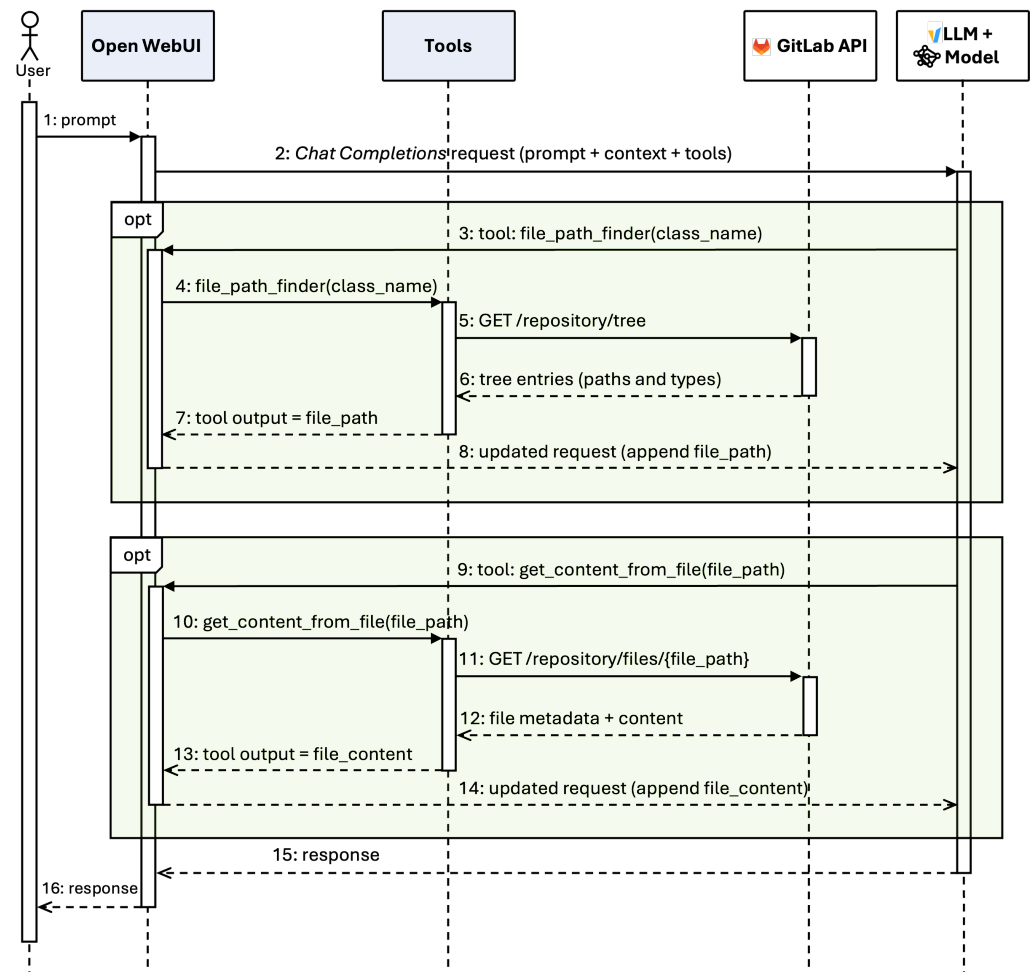 User
Open WebUI
Tools
GitLab API
LLM +
Model
1: prompt
2: Chat Completions request (prompt + context + tools)
opt
3: tool: file_path_finder(class_name)
4: file_path_finder(class_name)
5: GET /repository/tree
6: tree entries (paths and types)
7: tool output = file_path
8: updated request (append file_path)
opt
9: tool: get_content_from_file(file_path)
10: get_content_from_file(file_path)
11: GET /repository/files/{file_path}
12: file metadata + content
13: tool output = file_content
14: updated request (append file_content)
15: response
16: response